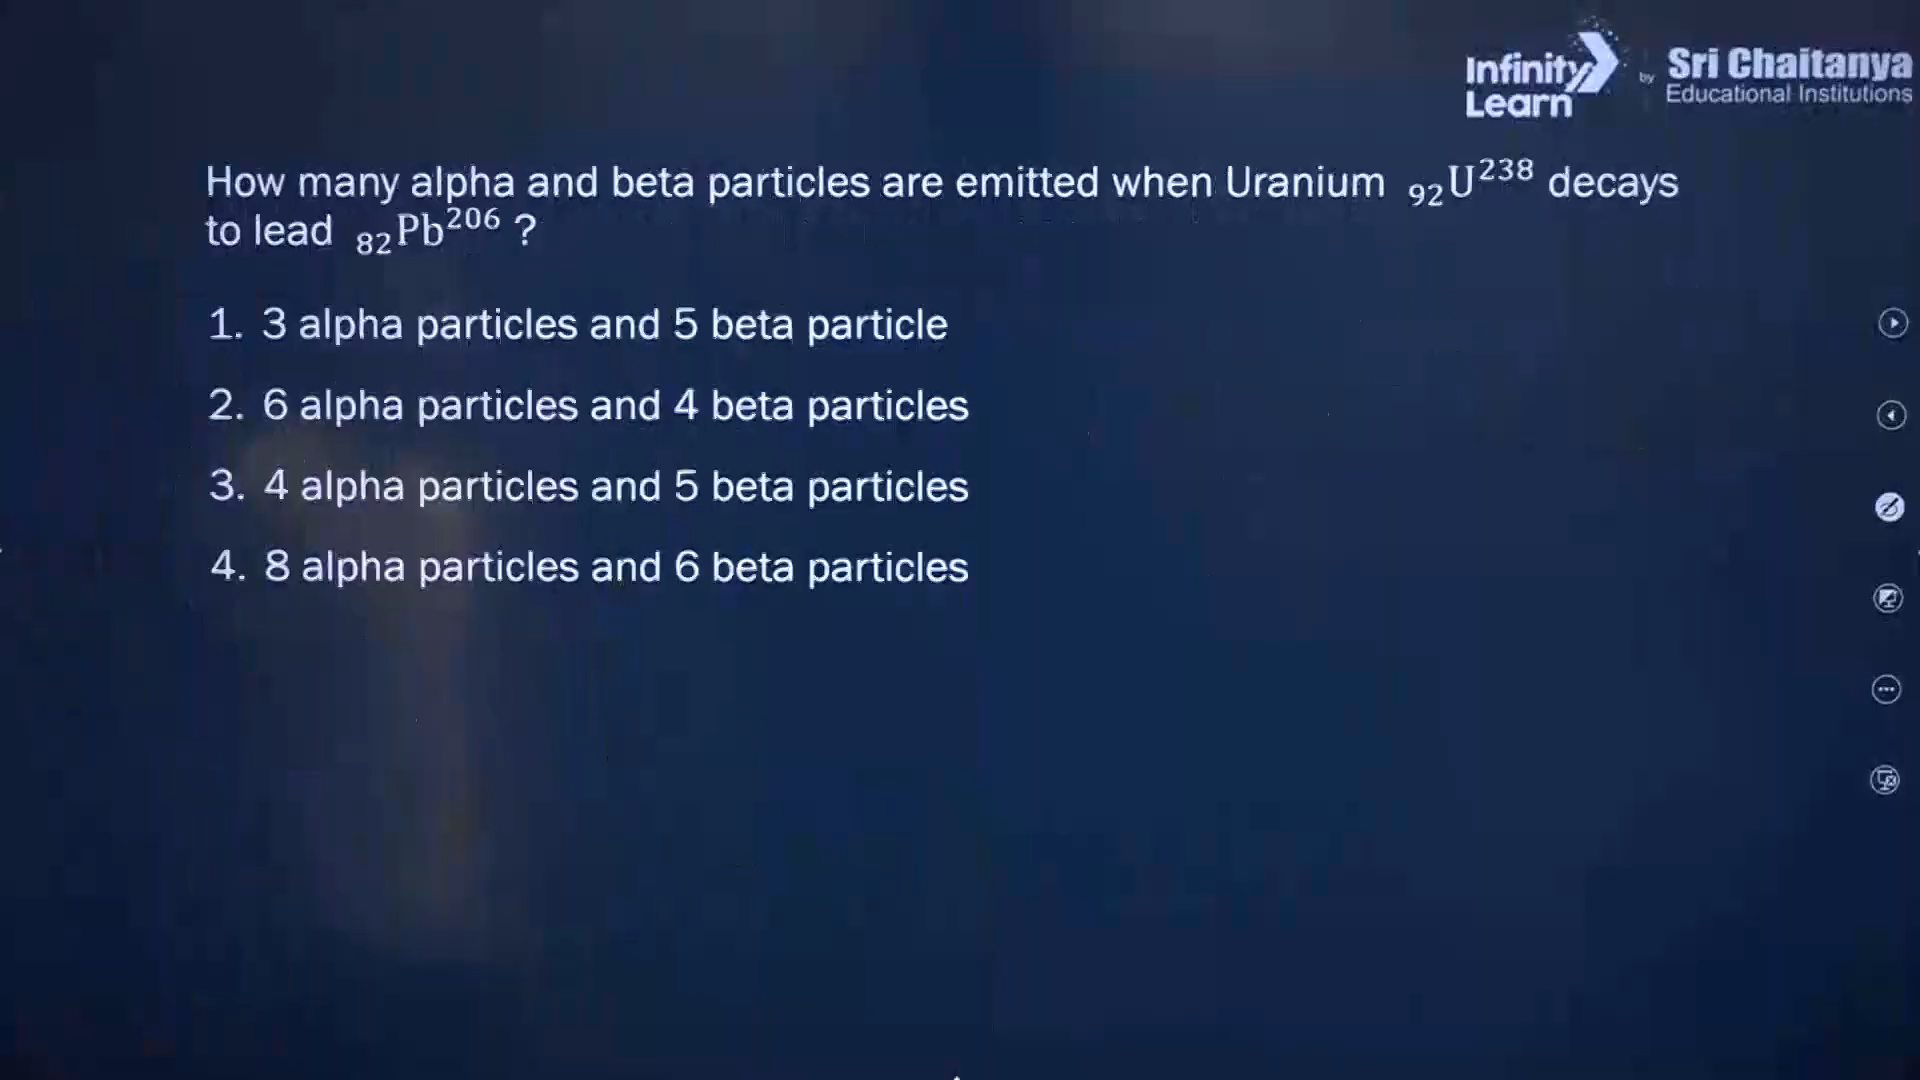 Infinity Learn by Sri Chaitanya Educational Institutions
How many alpha and beta particles are emitted when Uranium ₉₂U²³⁸ decays
to lead ₈₂Pb²⁰⁶ ?
1. 3 alpha particles and 5 beta particle
2. 6 alpha particles and 4 beta particles
3. 4 alpha particles and 5 beta particles
4. 8 alpha particles and 6 beta particles